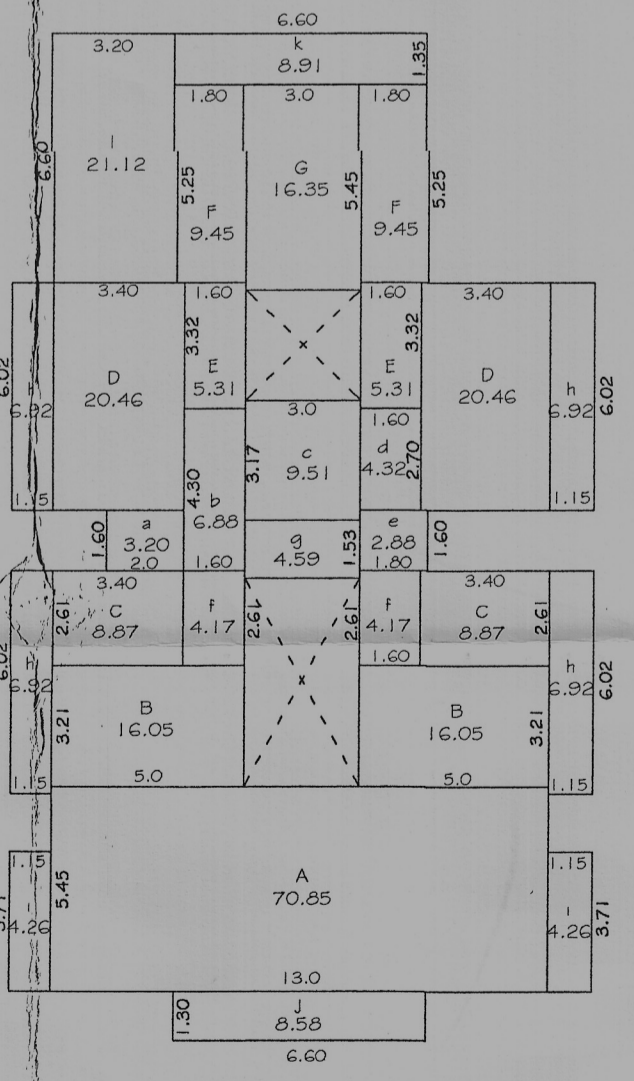 6.60
3.20
k
8.91
1.35
1.80
3.0
1.80
6.60
I
21.12
G
16.35
5.45
5.25
F
9.45
F
9.45
5.25
3.40
1.60
1.60
3.40
3.32
x
3.32
6.02
h
6.92
D
20.46
E
5.31
E
5.31
D
20.46
h
6.92
6.02
3.0
1.60
c
9.51
3.17
d
4.32
2.70
4.30
b
6.88
1.15
1.15
1.60
a
3.20
2.0
1.60
g
4.59
1.53
e
2.88
1.80
1.60
3.40
3.40
2.61
C
8.87
f
4.17
2.61
2.61
f
4.17
1.60
C
8.87
2.61
6.02
h
6.92
x
h
6.92
6.02
3.21
B
16.05
B
16.05
3.21
1.15
5.0
5.0
1.15
1.15
1.15
5.45
A
70.85
3.71
I
4.26
I
4.26
3.71
13.0
1.30
J
8.58
6.60